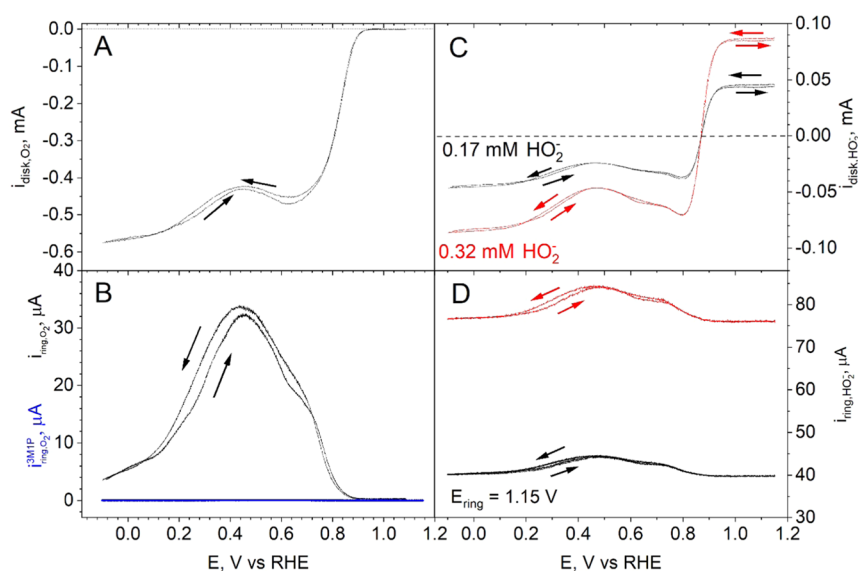 A
0.0
-0.1
-0.2
-0.3
-0.4
-0.5
-0.6
i_disk,O₂, mA
C
0.10
0.05
0.00
-0.05
-0.10
i_disk,HO₂⁻, mA
0.17 mM HO₂⁻
0.32 mM HO₂⁻
B
40
30
20
10
0
i_ring,O₂, μA
i^3M1P_ring,O₂, μA
0.0 0.2 0.4 0.6 0.8 1.0 1.2
E, V vs RHE
D
80
70
60
50
40
30
i_ring,HO₂⁻, μA
E_ring = 1.15 V
0.0 0.2 0.4 0.6 0.8 1.0 1.2
E, V vs RHE